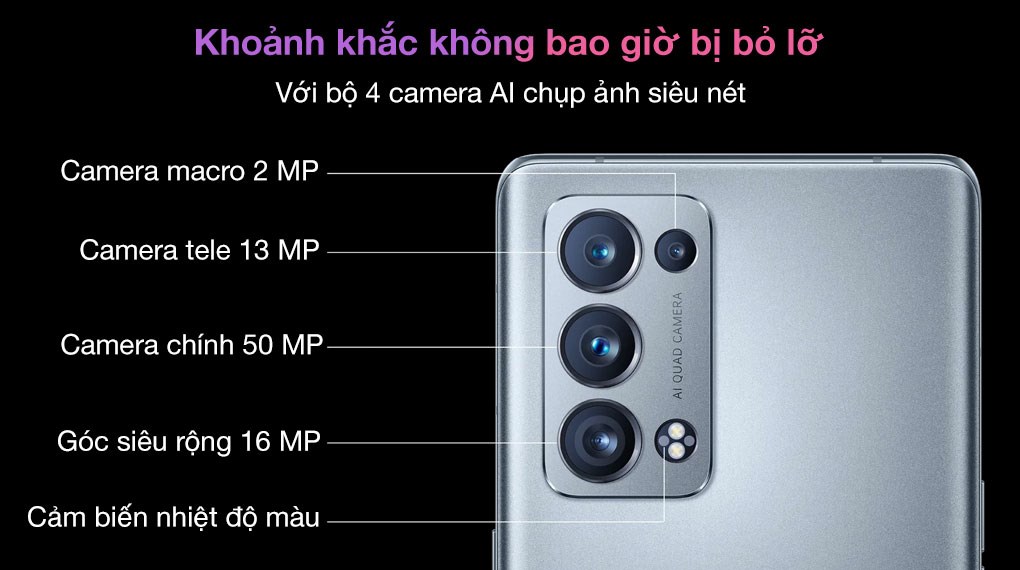 Khoảnh khắc không bao giờ bị bỏ lỡ
Với bộ 4 camera AI chụp ảnh siêu nét
Camera macro 2 MP
Camera tele 13 MP
Camera chính 50 MP
Góc siêu rộng 16 MP
Cảm biến nhiệt độ màu
AI QUAD CAMERA